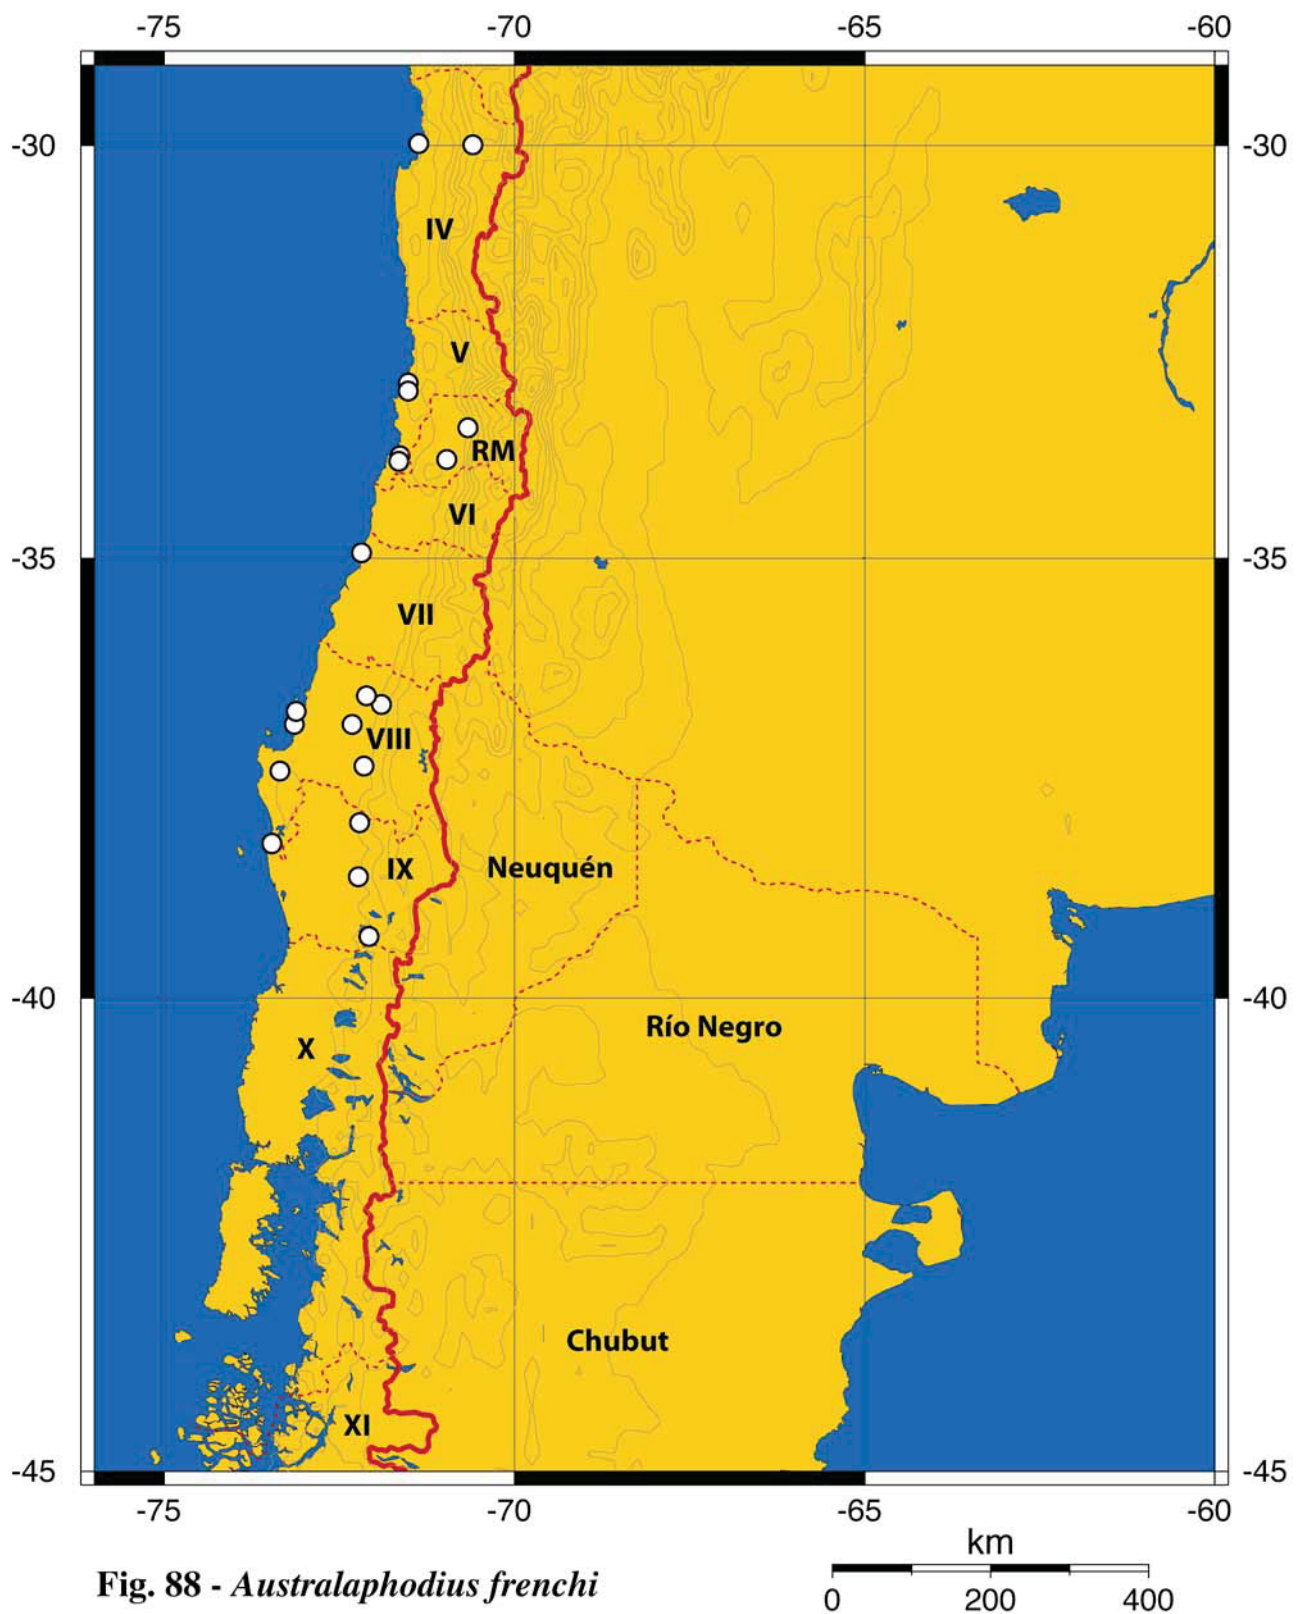 -75 -70 -65 -60
-30 -30
IV
V
RM
VI
-35 -35
VII
VIII
IX Neuquén
-40 -40
Río Negro
X
Chubut
XI
-45 -45
-75 -70 -65 -60
km
Fig. 88 - Australaphodius frenchi
0 200 400